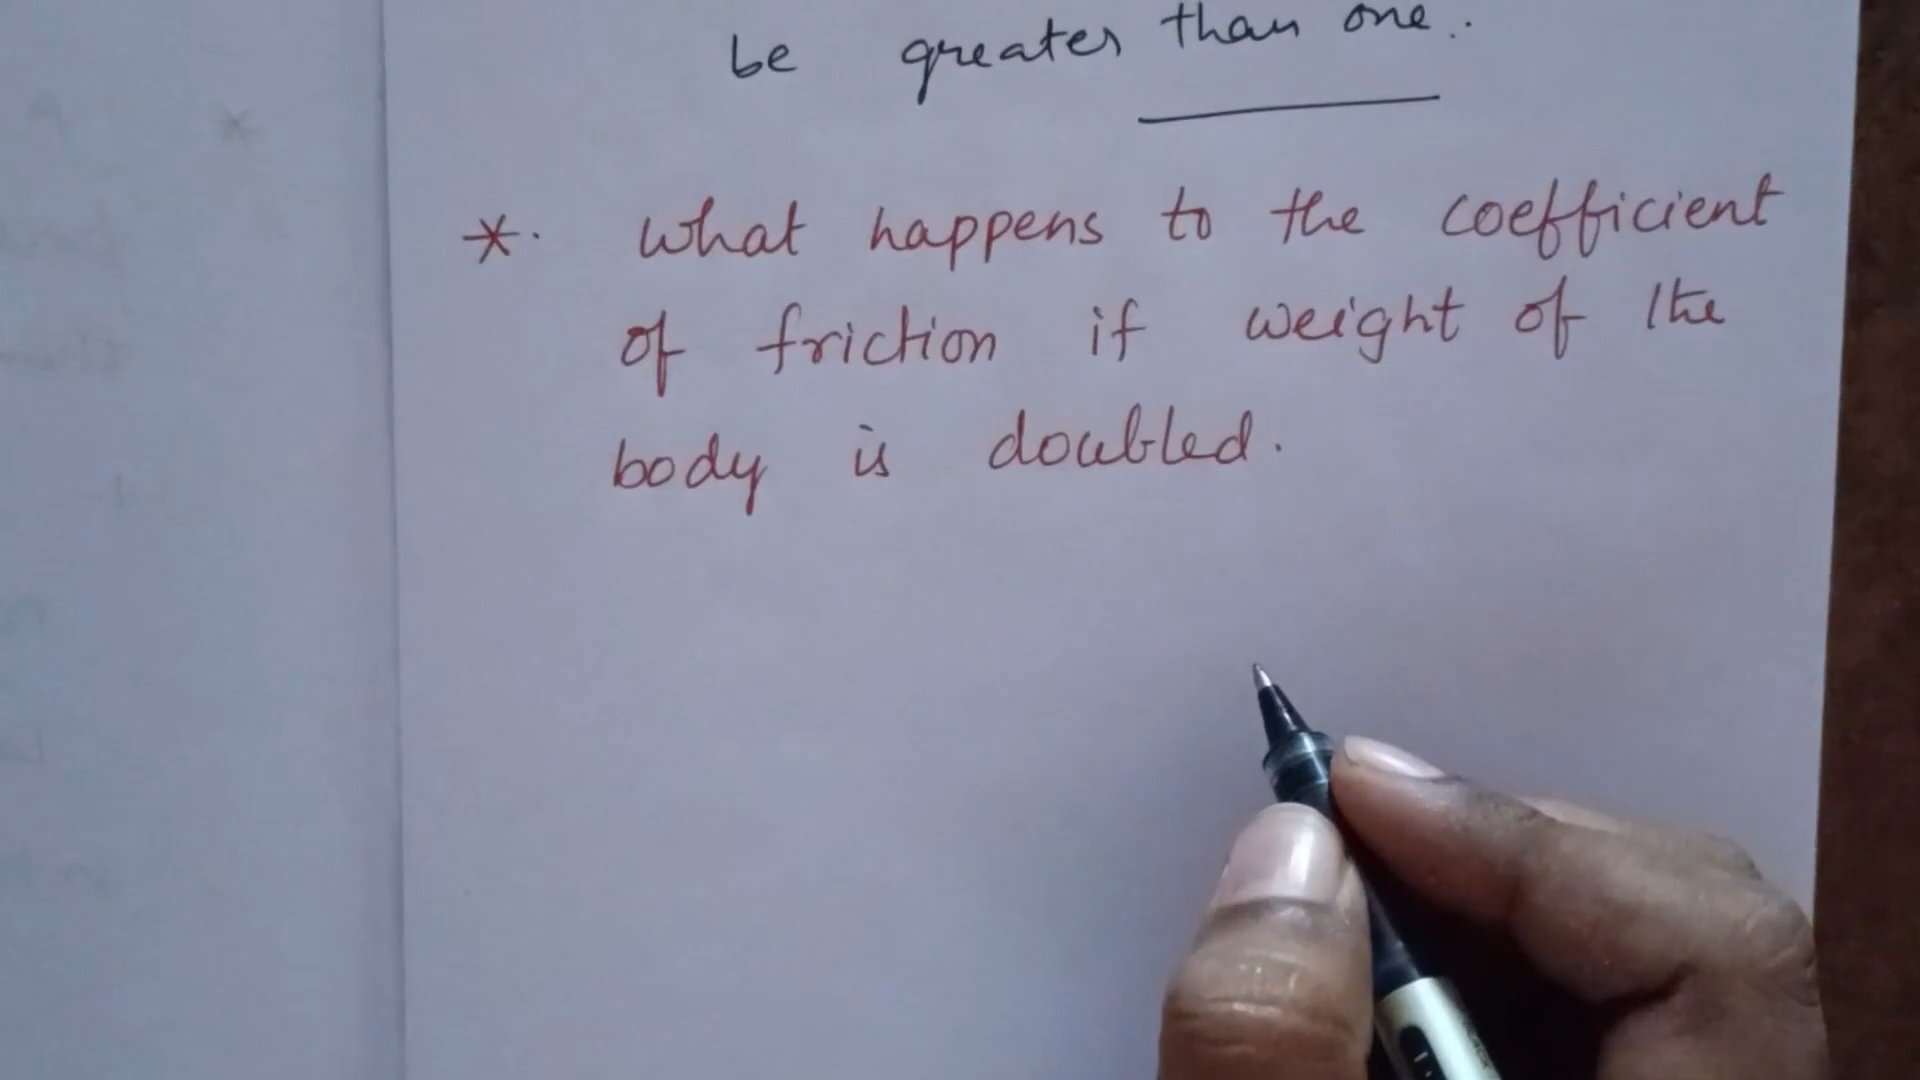 be greater than one.
*. What happens to the coefficient
of friction if weight of the
body is doubled.